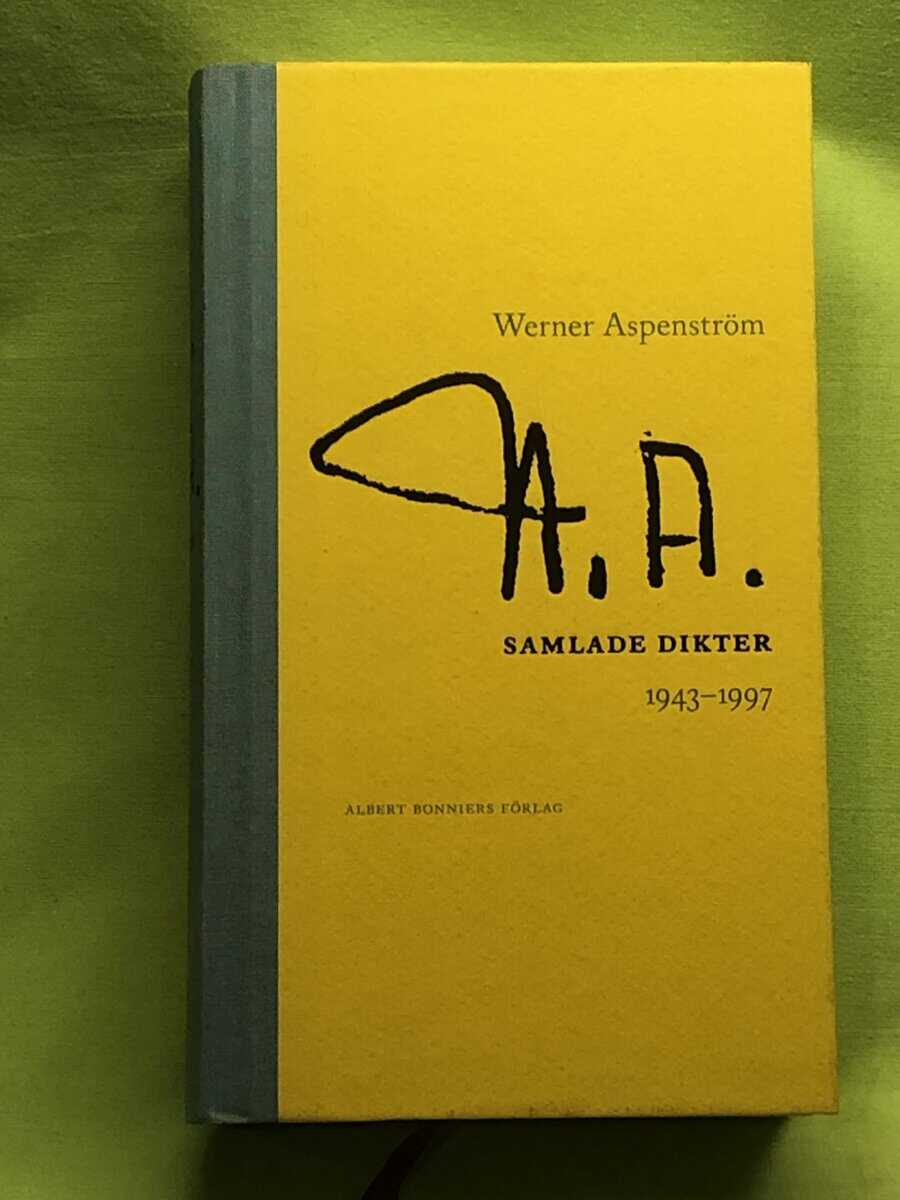 Werner Aspenström
A. A.
SAMLADE DIKTER
1943–1997
ALBERT BONNIERS FÖRLAG